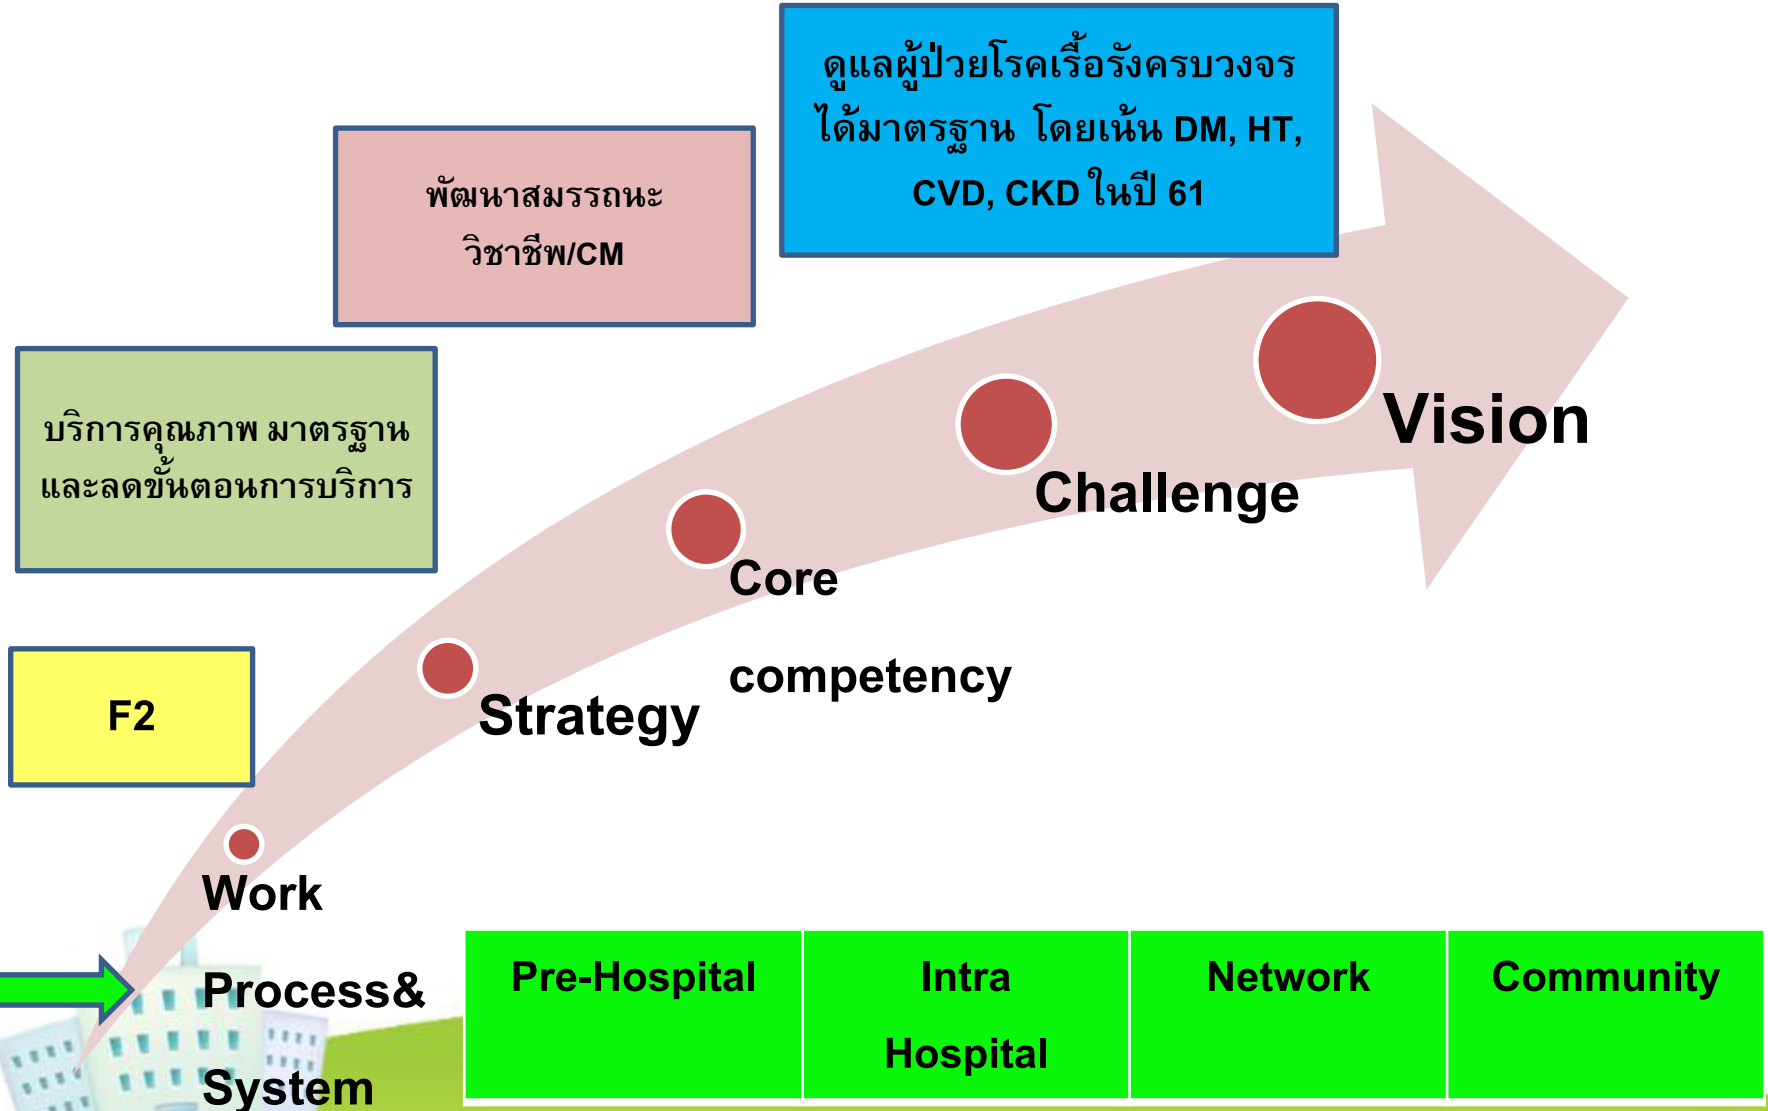 ดูแลผู้ป่วยโรคเรื้อรังครบวงจร
ได้มาตรฐาน โดยเน้น DM, HT,
CVD, CKD ในปี 61
พัฒนาสมรรถนะ
วิชาชีพ/CM
บริการคุณภาพ มาตรฐาน
และลดขั้นตอนการบริการ
F2
Vision
Challenge
Core
competency
Strategy
Work
Process&
System
Pre-Hospital
Intra
Hospital
Network
Community